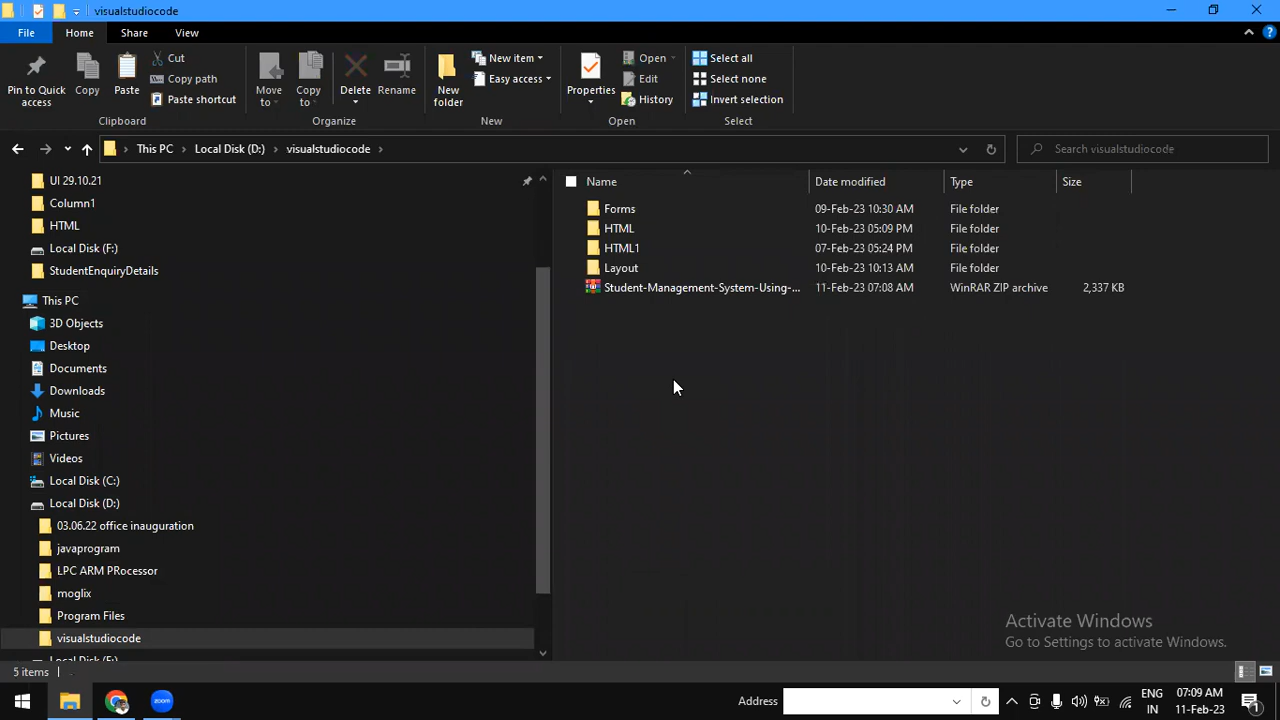 visualstudiocode
File Home Share View
Pin to Quick access
Copy
Paste
Cut
Copy path
Paste shortcut
Move to
Copy to
Delete
Rename
New folder
New item
Easy access
Properties
Open
Edit
History
Select all
Select none
Invert selection
Clipboard Organize New Open Select
This PC Local Disk (D:) visualstudiocode
Search visualstudiocode
UI 29.10.21
Column1
HTML
Local Disk (F:)
StudentEnquiryDetails
This PC
3D Objects
Desktop
Documents
Downloads
Music
Pictures
Videos
Local Disk (C:)
Local Disk (D:)
03.06.22 office inauguration
javaprogram
LPC ARM PRocessor
moglix
Program Files
visualstudiocode
Name Date modified Type Size
Forms 09-Feb-23 10:30 AM File folder
HTML 10-Feb-23 05:09 PM File folder
HTML1 07-Feb-23 05:24 PM File folder
Layout 10-Feb-23 10:13 AM File folder
Student-Management-System-Using-... 11-Feb-23 07:08 AM WinRAR ZIP archive 2,337 KB
Activate Windows
Go to Settings to activate Windows.
5 items
zoom
Address
ENG
IN
07:09 AM
11-Feb-23
1